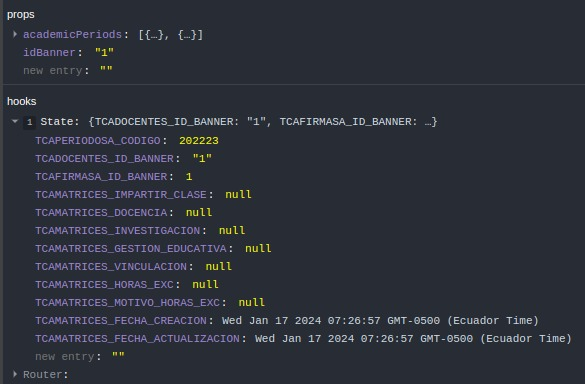 props
academicPeriods: [{…}, {…}]
idBanner: "1"
new entry: ""
hooks
1 State: {TCADOCENTES_ID_BANNER: "1", TCAFIRMASA_ID_BANNER: …}
TCAPERIODOSA_CODIGO: 202223
TCADOCENTES_ID_BANNER: "1"
TCAFIRMASA_ID_BANNER: 1
TCAMATRICES_IMPARTIR_CLASE: null
TCAMATRICES_DOCENCIA: null
TCAMATRICES_INVESTIGACION: null
TCAMATRICES_GESTION_EDUCATIVA: null
TCAMATRICES_VINCULACION: null
TCAMATRICES_HORAS_EXC: null
TCAMATRICES_MOTIVO_HORAS_EXC: null
TCAMATRICES_FECHA_CREACION: Wed Jan 17 2024 07:26:57 GMT-0500 (Ecuador Time)
TCAMATRICES_FECHA_ACTUALIZACION: Wed Jan 17 2024 07:26:57 GMT-0500 (Ecuador Time)
new entry: ""
Router: